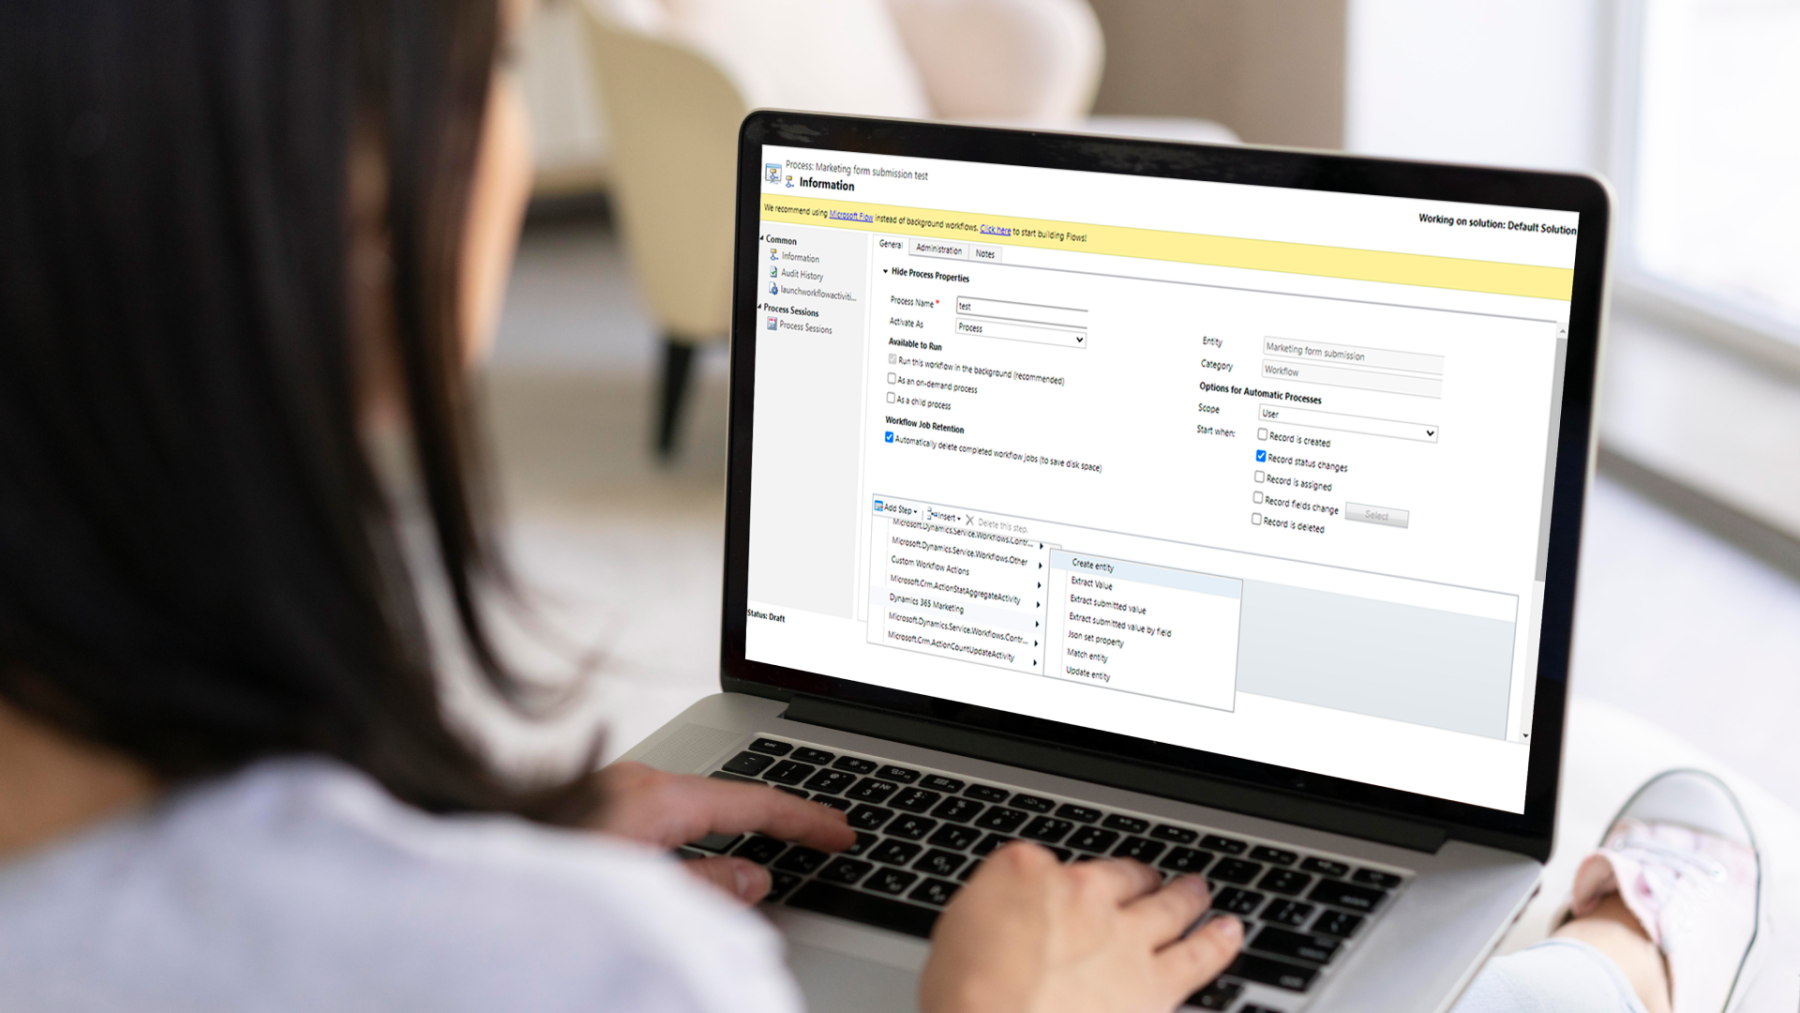 Process: Marketing form submission test
Information
Working on solution: Default Solution
We recommend using Microsoft Flow instead of background workflows. Click here to start building Flows!
Common
Information
Audit History
launchworkflowactiviti...
Process Sessions
Process Sessions
General
Administration
Notes
Hide Process Properties
Process Name *
test
Activate As
Process
Available to Run
Run this workflow in the background (recommended)
As an on-demand process
As a child process
Workflow Job Retention
Automatically delete completed workflow jobs (to save disk space)
Entity
Marketing form submission
Category
Workflow
Options for Automatic Processes
Scope
User
Start when:
Record is created
Record status changes
Record is assigned
Record fields change
Select
Record is deleted
Add Step
Insert
Delete this step.
Microsoft.Dynamics.Service.Workflows.Contr...
Microsoft.Dynamics.Service.Workflows.Other
Custom Workflow Actions
Microsoft.Crm.ActionStatAggregateActivity
Dynamics 365 Marketing
Microsoft.Dynamics.Service.Workflows.Contr...
Microsoft.Crm.ActionCountUpdateActivity
Create entity
Extract Value
Extract submitted value
Extract submitted value by field
Json set property
Match entity
Update entity
Status: Draft